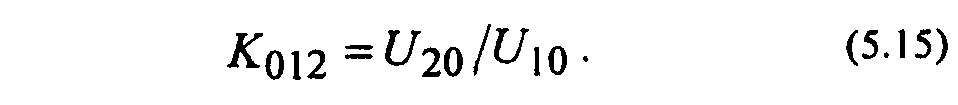 K₀₁₂ = U₂₀/U₁₀. (5.15)